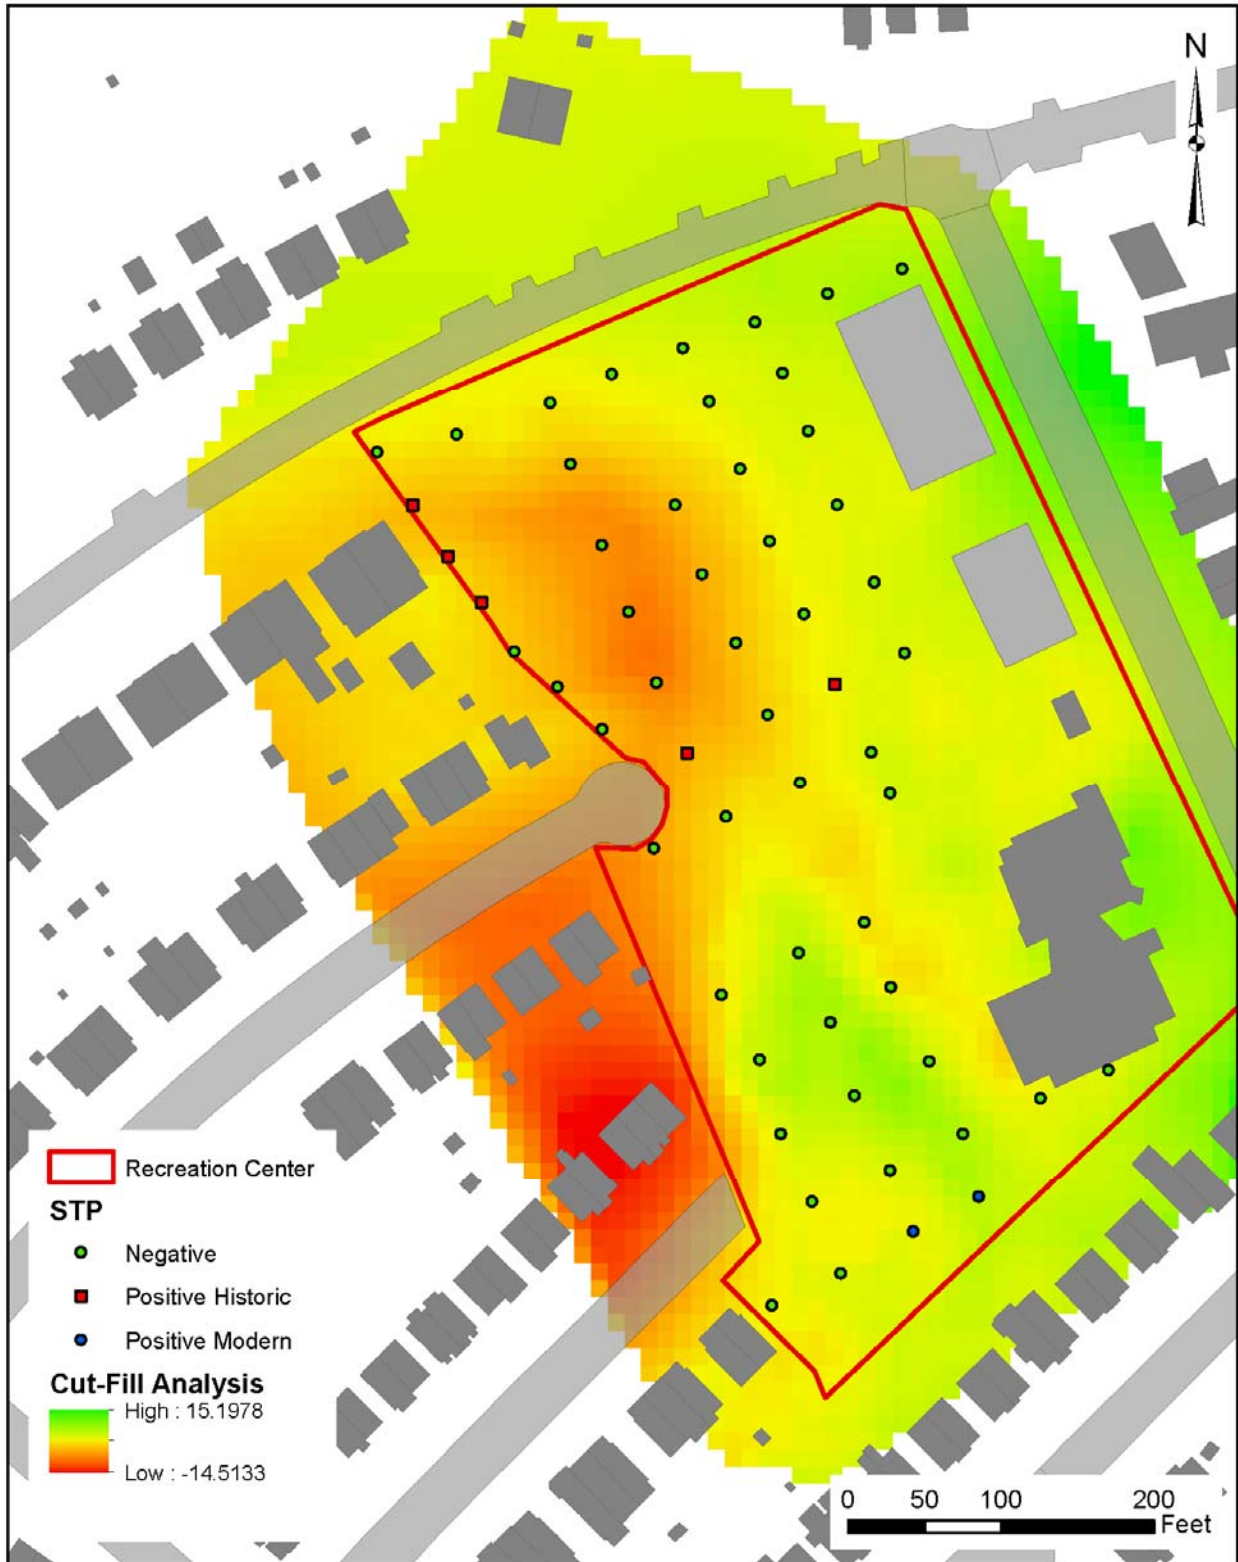 N
Recreation Center
STP
Negative
Positive Historic
Positive Modern
Cut-Fill Analysis
High : 15.1978
Low : -14.5133
0 50 100 200
Feet